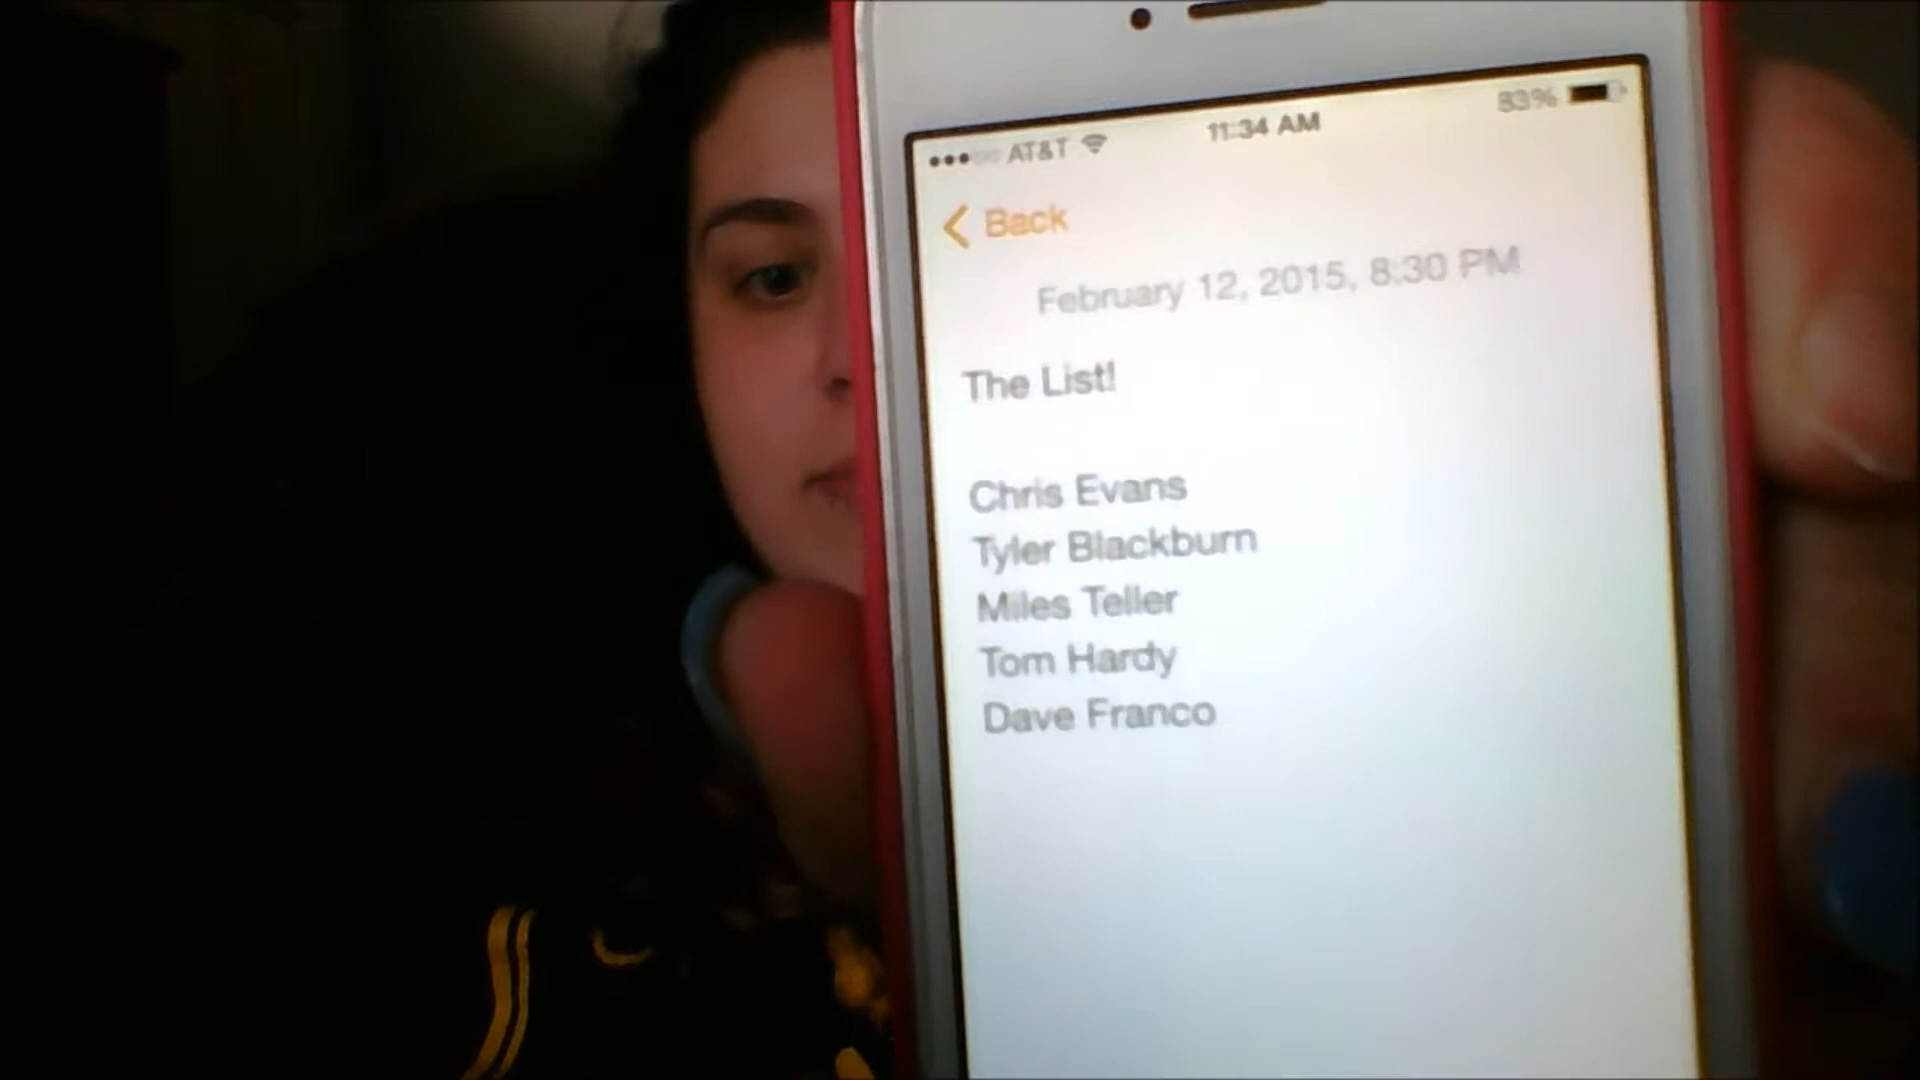 AT&T 11:34 AM 83%
Back
February 12, 2015, 8:30 PM
The List!
Chris Evans
Tyler Blackburn
Miles Teller
Tom Hardy
Dave Franco